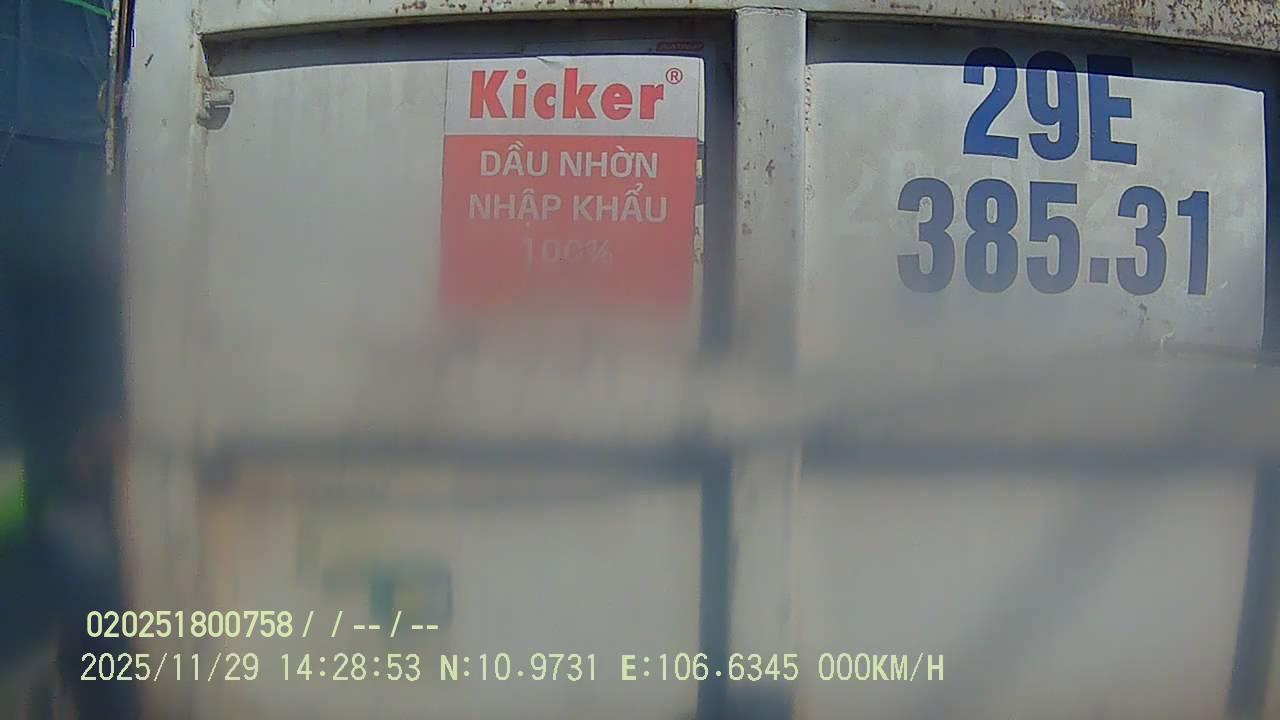 Kicker®
DẦU NHỜN
NHẬP KHẨU
100%
29E
385.31
020251800758 / / -- / --
2025/11/29 14:28:53 N:10.9731 E:106.6345 000KM/H